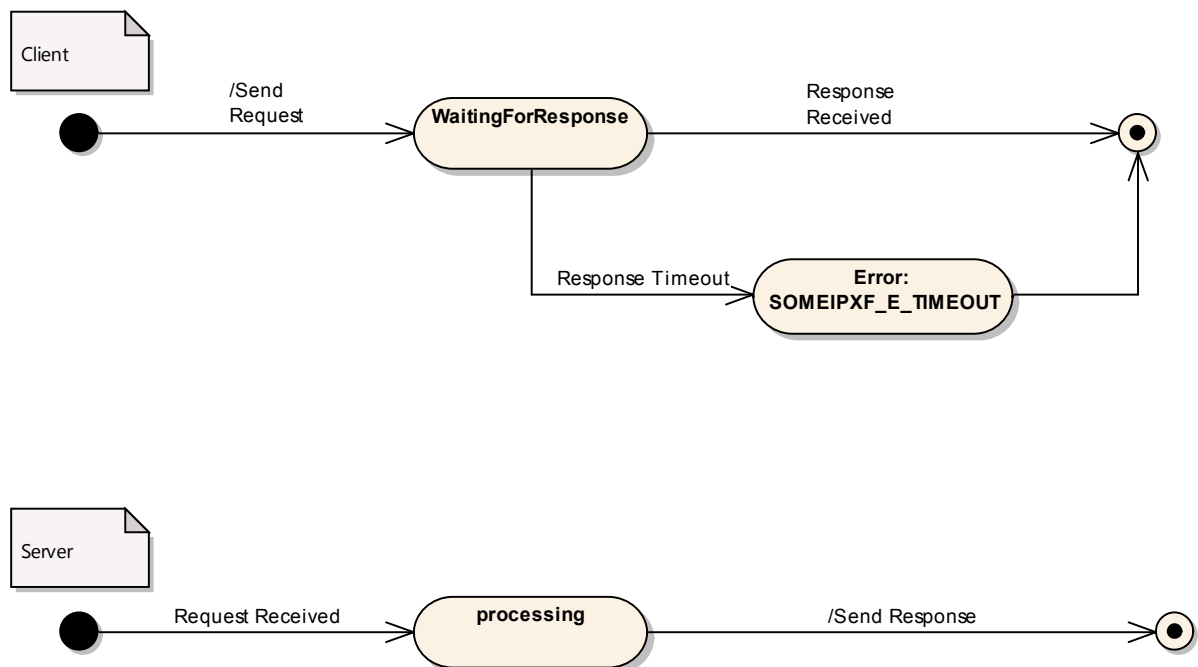 Client
/Send
Request
WaitingForResponse
Response
Received
Response Timeout
Error:
SOMEIPXF_E_TIMEOUT
Server
Request Received
processing
/Send Response